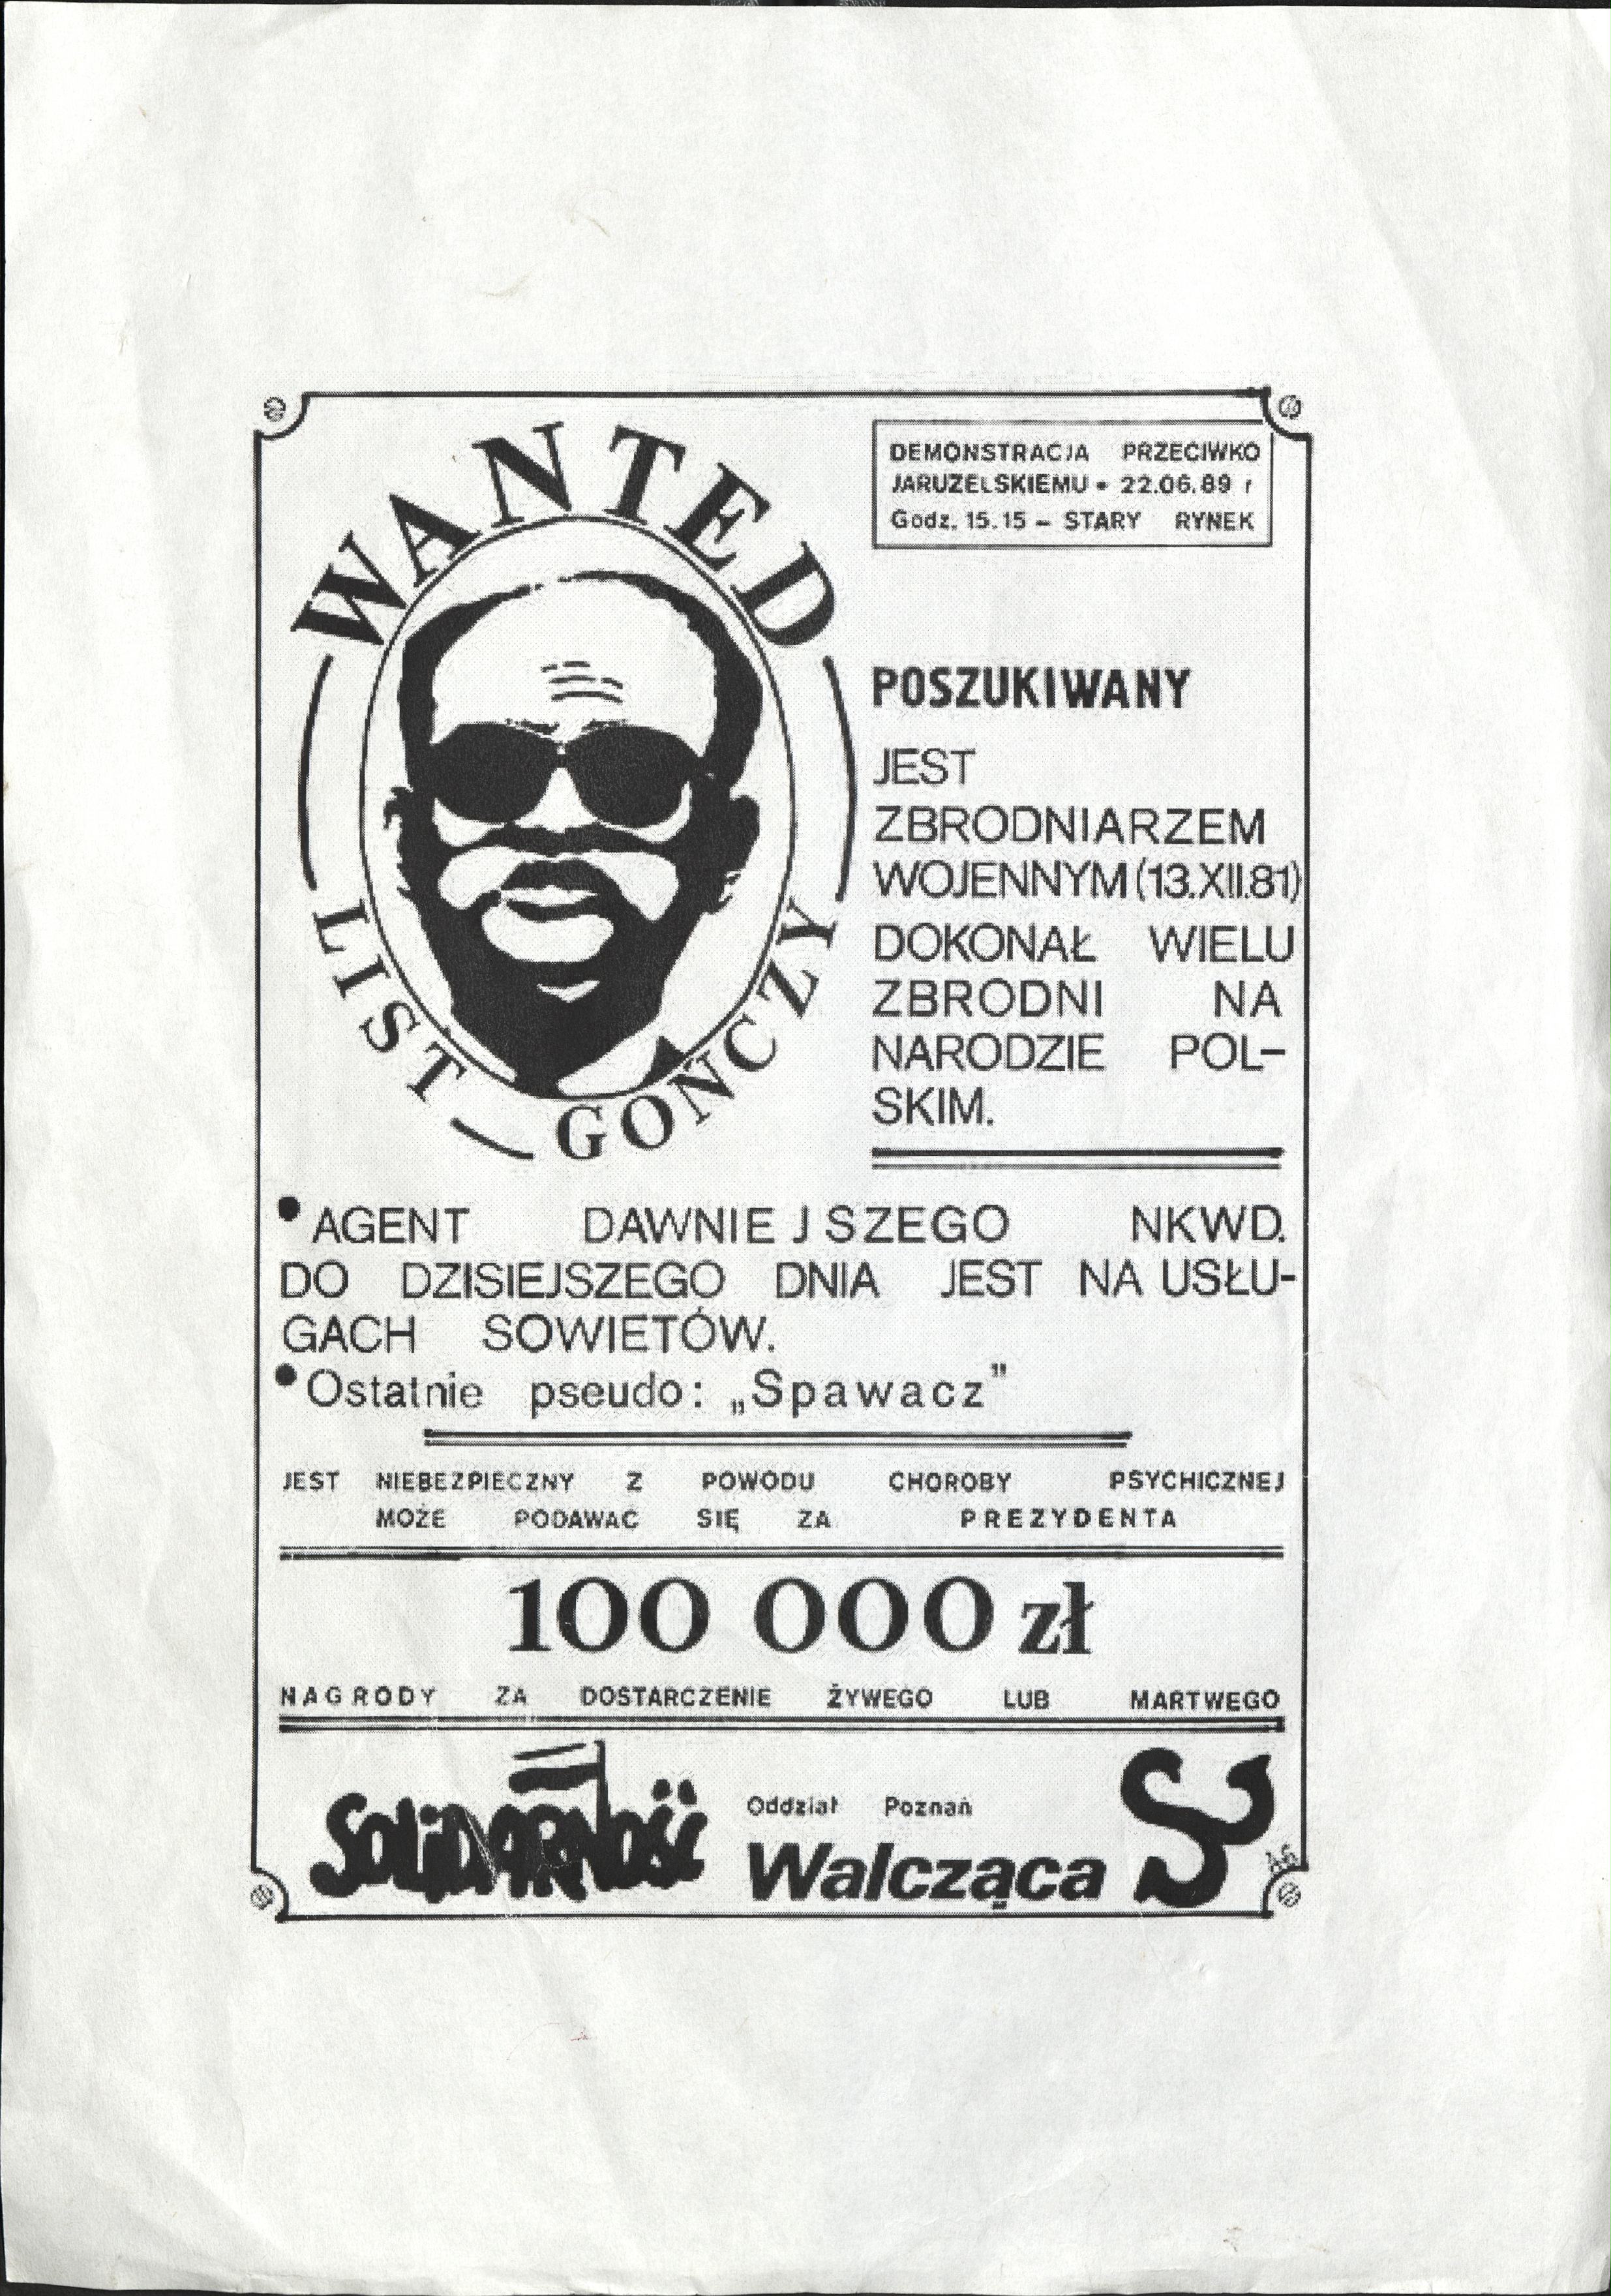 WANTED
LIST GOŃCZY
DEMONSTRACJA PRZECIWKO
JARUZELSKIEMU • 22.06.89 r
Godz. 15.15 – STARY RYNEK
POSZUKIWANY
JEST
ZBRODNIARZEM
WOJENNYM (13.XII.81)
DOKONAŁ WIELU
ZBRODNI NA
NARODZIE POL-
SKIM.
• AGENT DAWNIEJSZEGO NKWD.
DO DZISIEJSZEGO DNIA JEST NA USŁU-
GACH SOWIETÓW.
• Ostatnie pseudo: „Spawacz”
JEST NIEBEZPIECZNY Z POWODU CHOROBY PSYCHICZNEJ
MOŻE PODAWAĆ SIĘ ZA PREZYDENTA
100 000 zł
NAGRODY ZA DOSTARCZENIE ŻYWEGO LUB MARTWEGO
SOLIDARNOŚĆ
Oddział Poznań
Walcząca